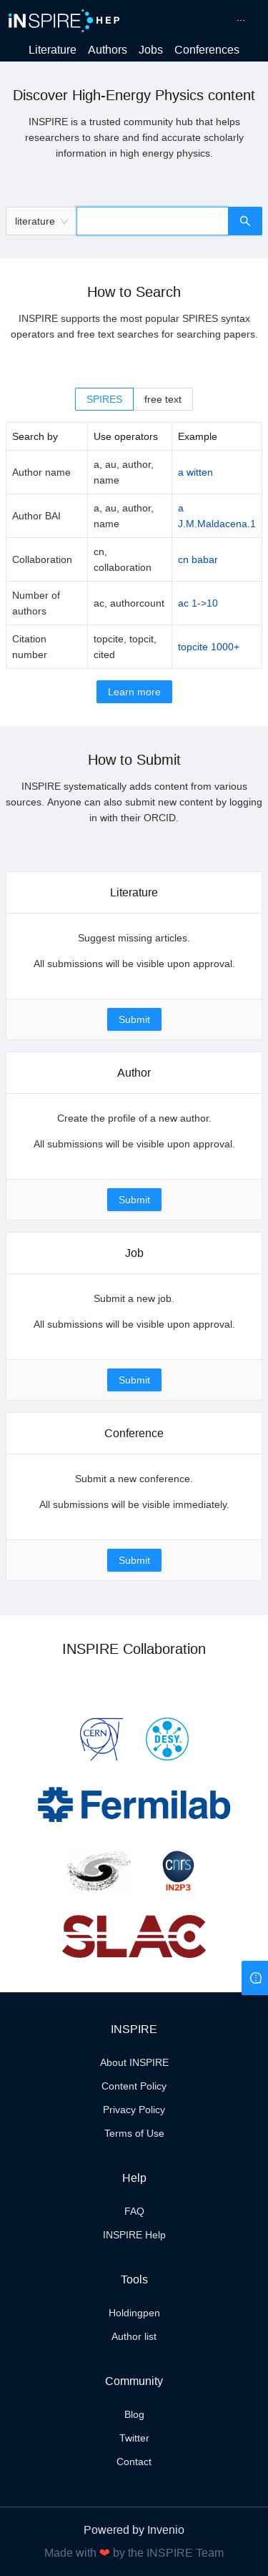 iNSPIRE HEP
...
Literature Authors Jobs Conferences
Discover High-Energy Physics content
INSPIRE is a trusted community hub that helps
researchers to share and find accurate scholarly
information in high energy physics.
literature
How to Search
INSPIRE supports the most popular SPIRES syntax
operators and free text searches for searching papers.
SPIRES free text
Search by Use operators Example
Author name a, au, author, name a witten
Author BAI a, au, author, name a J.M.Maldacena.1
Collaboration cn, collaboration cn babar
Number of authors ac, authorcount ac 1->10
Citation number topcite, topcit, cited topcite 1000+
Learn more
How to Submit
INSPIRE systematically adds content from various
sources. Anyone can also submit new content by logging
in with their ORCID.
Literature
Suggest missing articles.
All submissions will be visible upon approval.
Submit
Author
Create the profile of a new author.
All submissions will be visible upon approval.
Submit
Job
Submit a new job.
All submissions will be visible upon approval.
Submit
Conference
Submit a new conference.
All submissions will be visible immediately.
Submit
INSPIRE Collaboration
CERN DESY.
Fermilab
cnrs
IN2P3
SLAC
INSPIRE
About INSPIRE
Content Policy
Privacy Policy
Terms of Use
Help
FAQ
INSPIRE Help
Tools
Holdingpen
Author list
Community
Blog
Twitter
Contact
Powered by Invenio
Made with ❤ by the INSPIRE Team